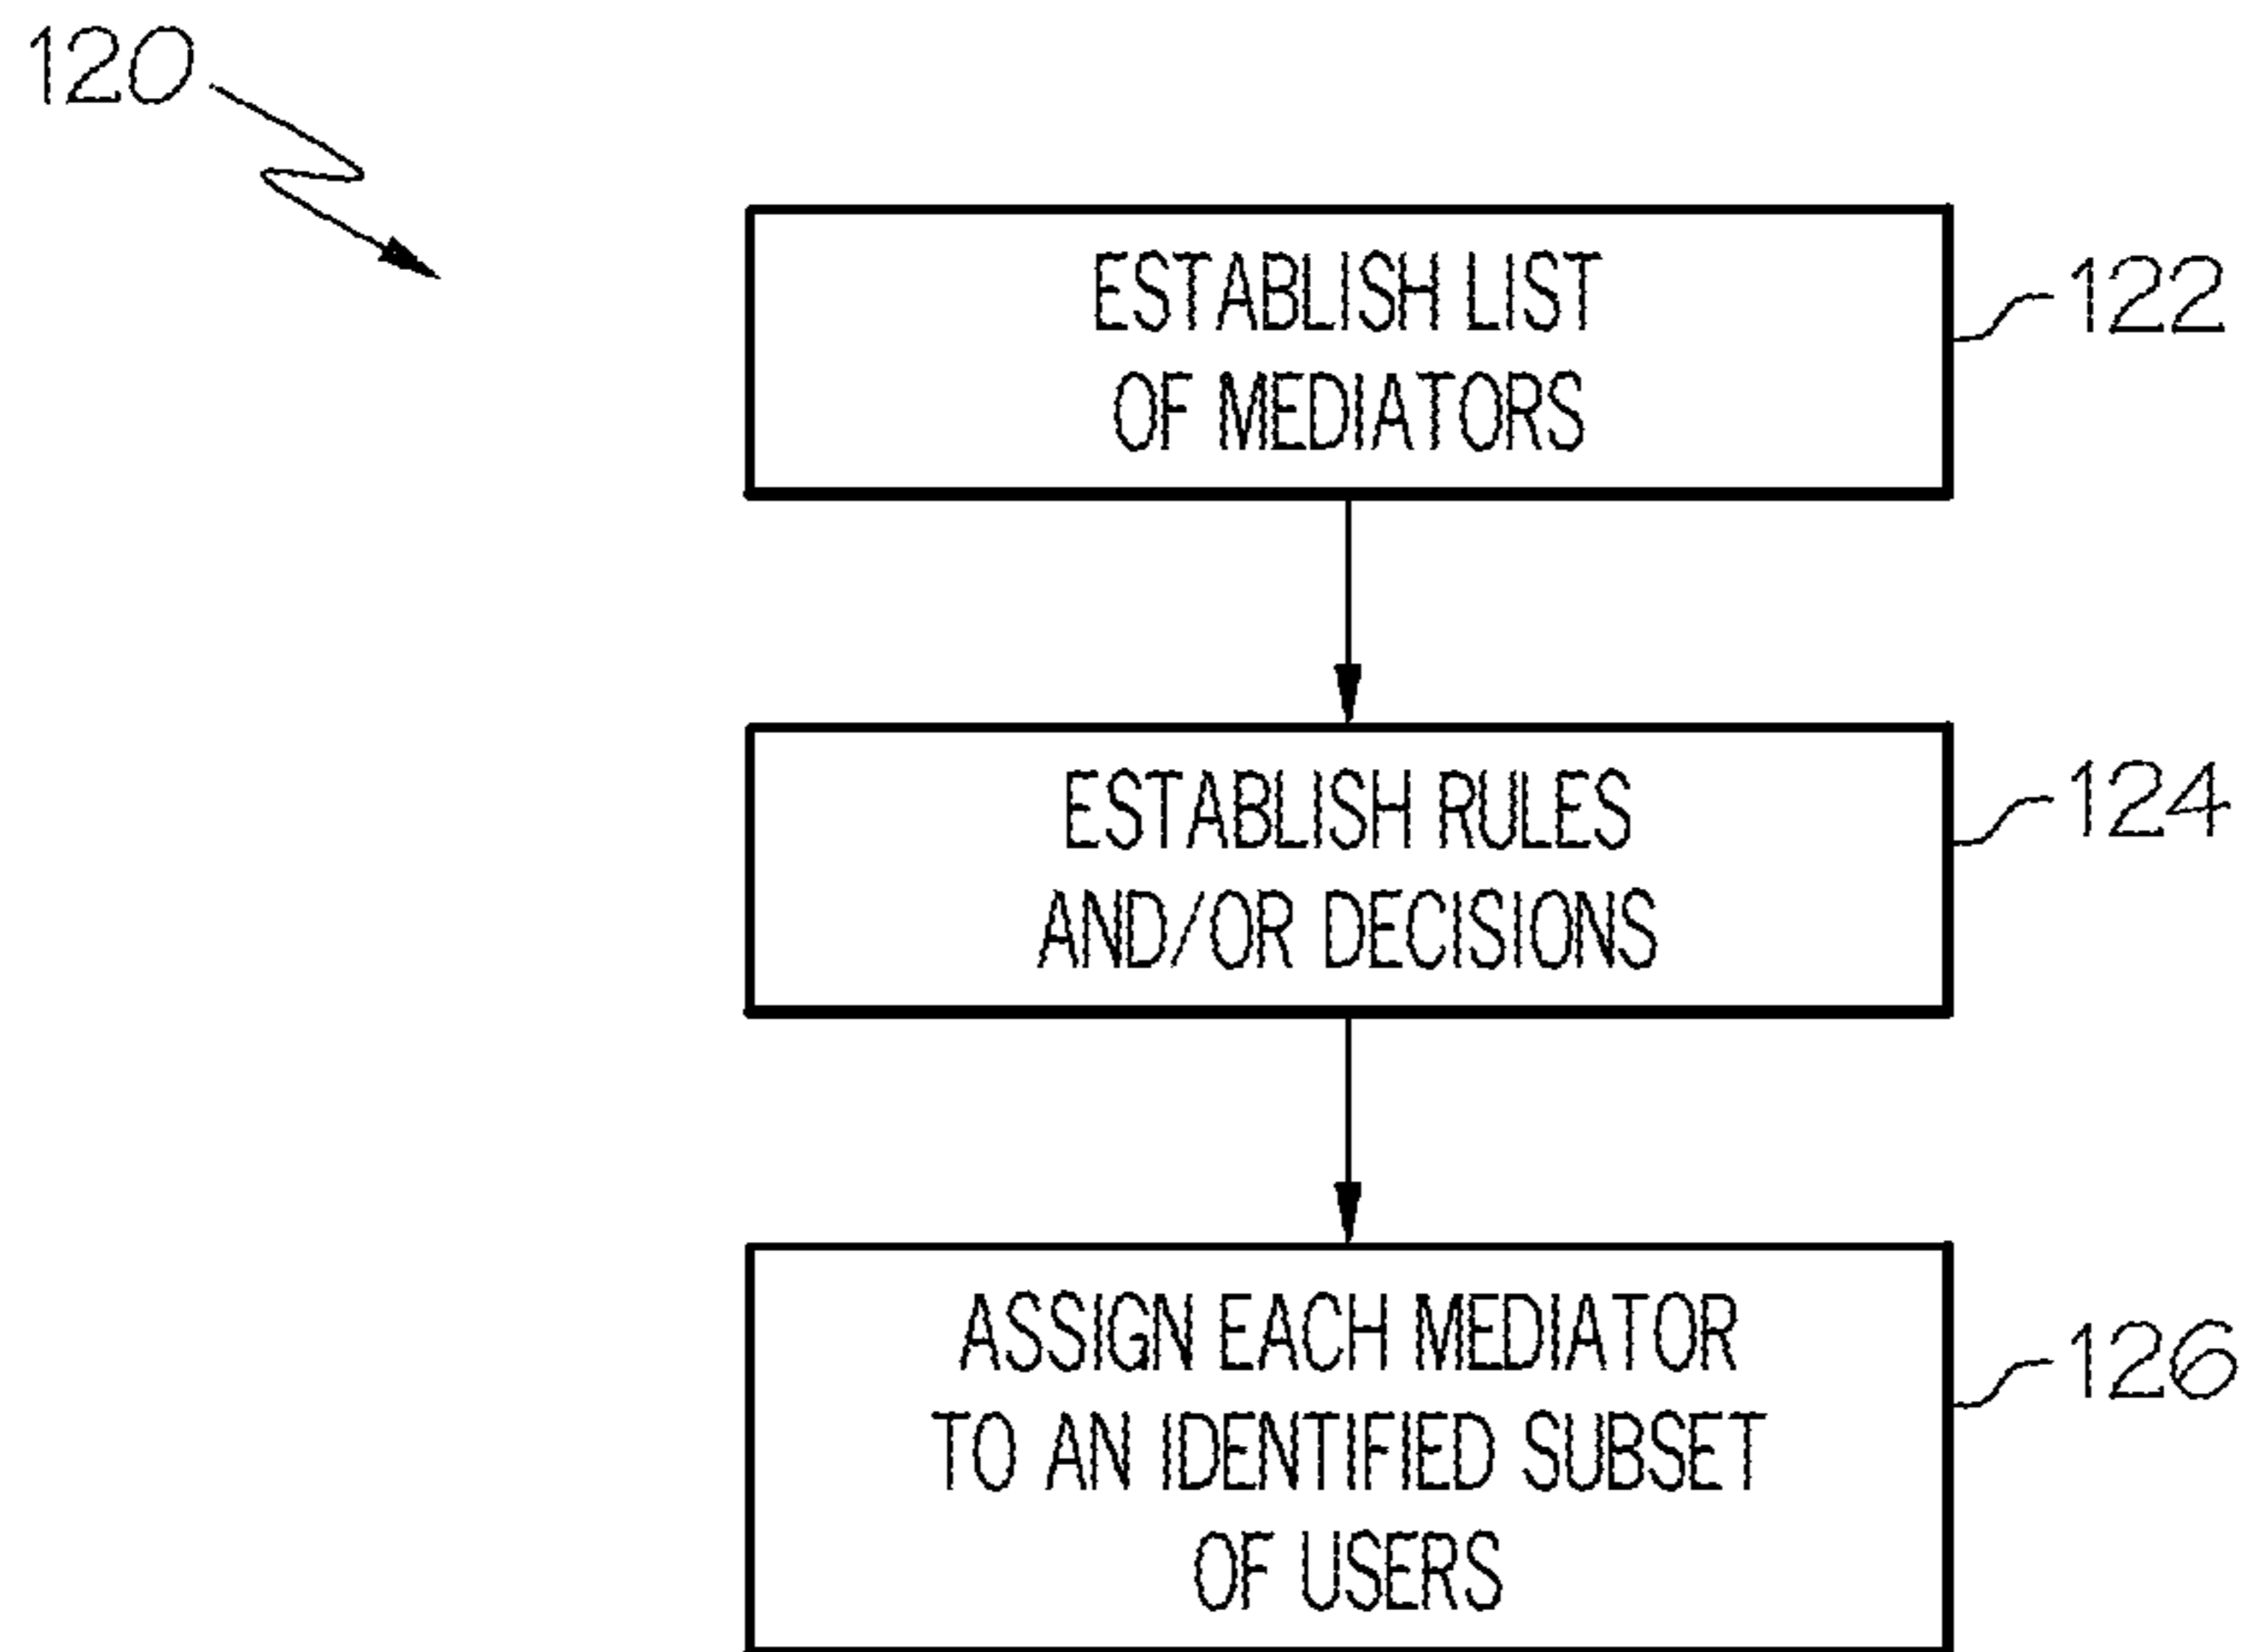 120
ESTABLISH LIST
OF MEDIATORS
122
ESTABLISH RULES
AND/OR DECISIONS
124
ASSIGN EACH MEDIATOR
TO AN IDENTIFIED SUBSET
OF USERS
126